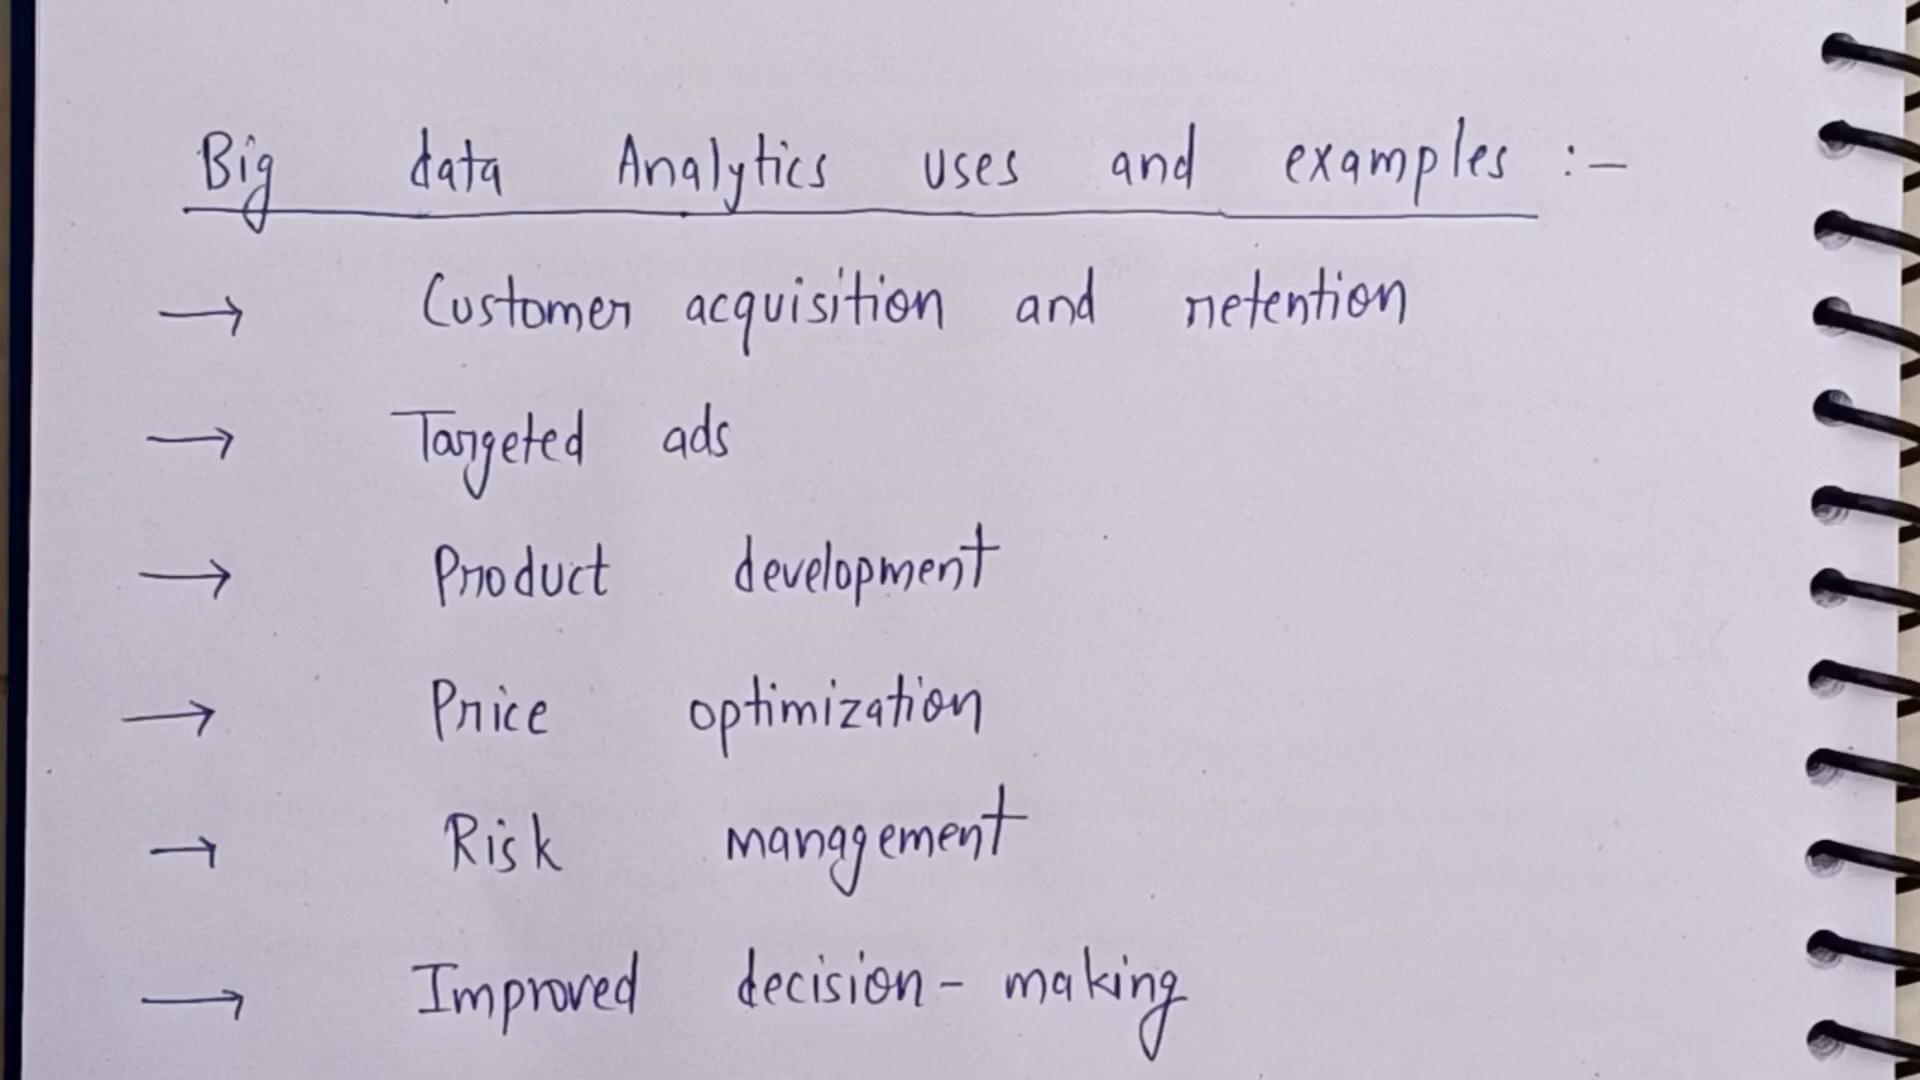 Big data Analytics uses and examples :-
→ Customer acquisition and retention
→ Targeted ads
→ Product development
→ Price optimization
→ Risk management
→ Improved decision-making